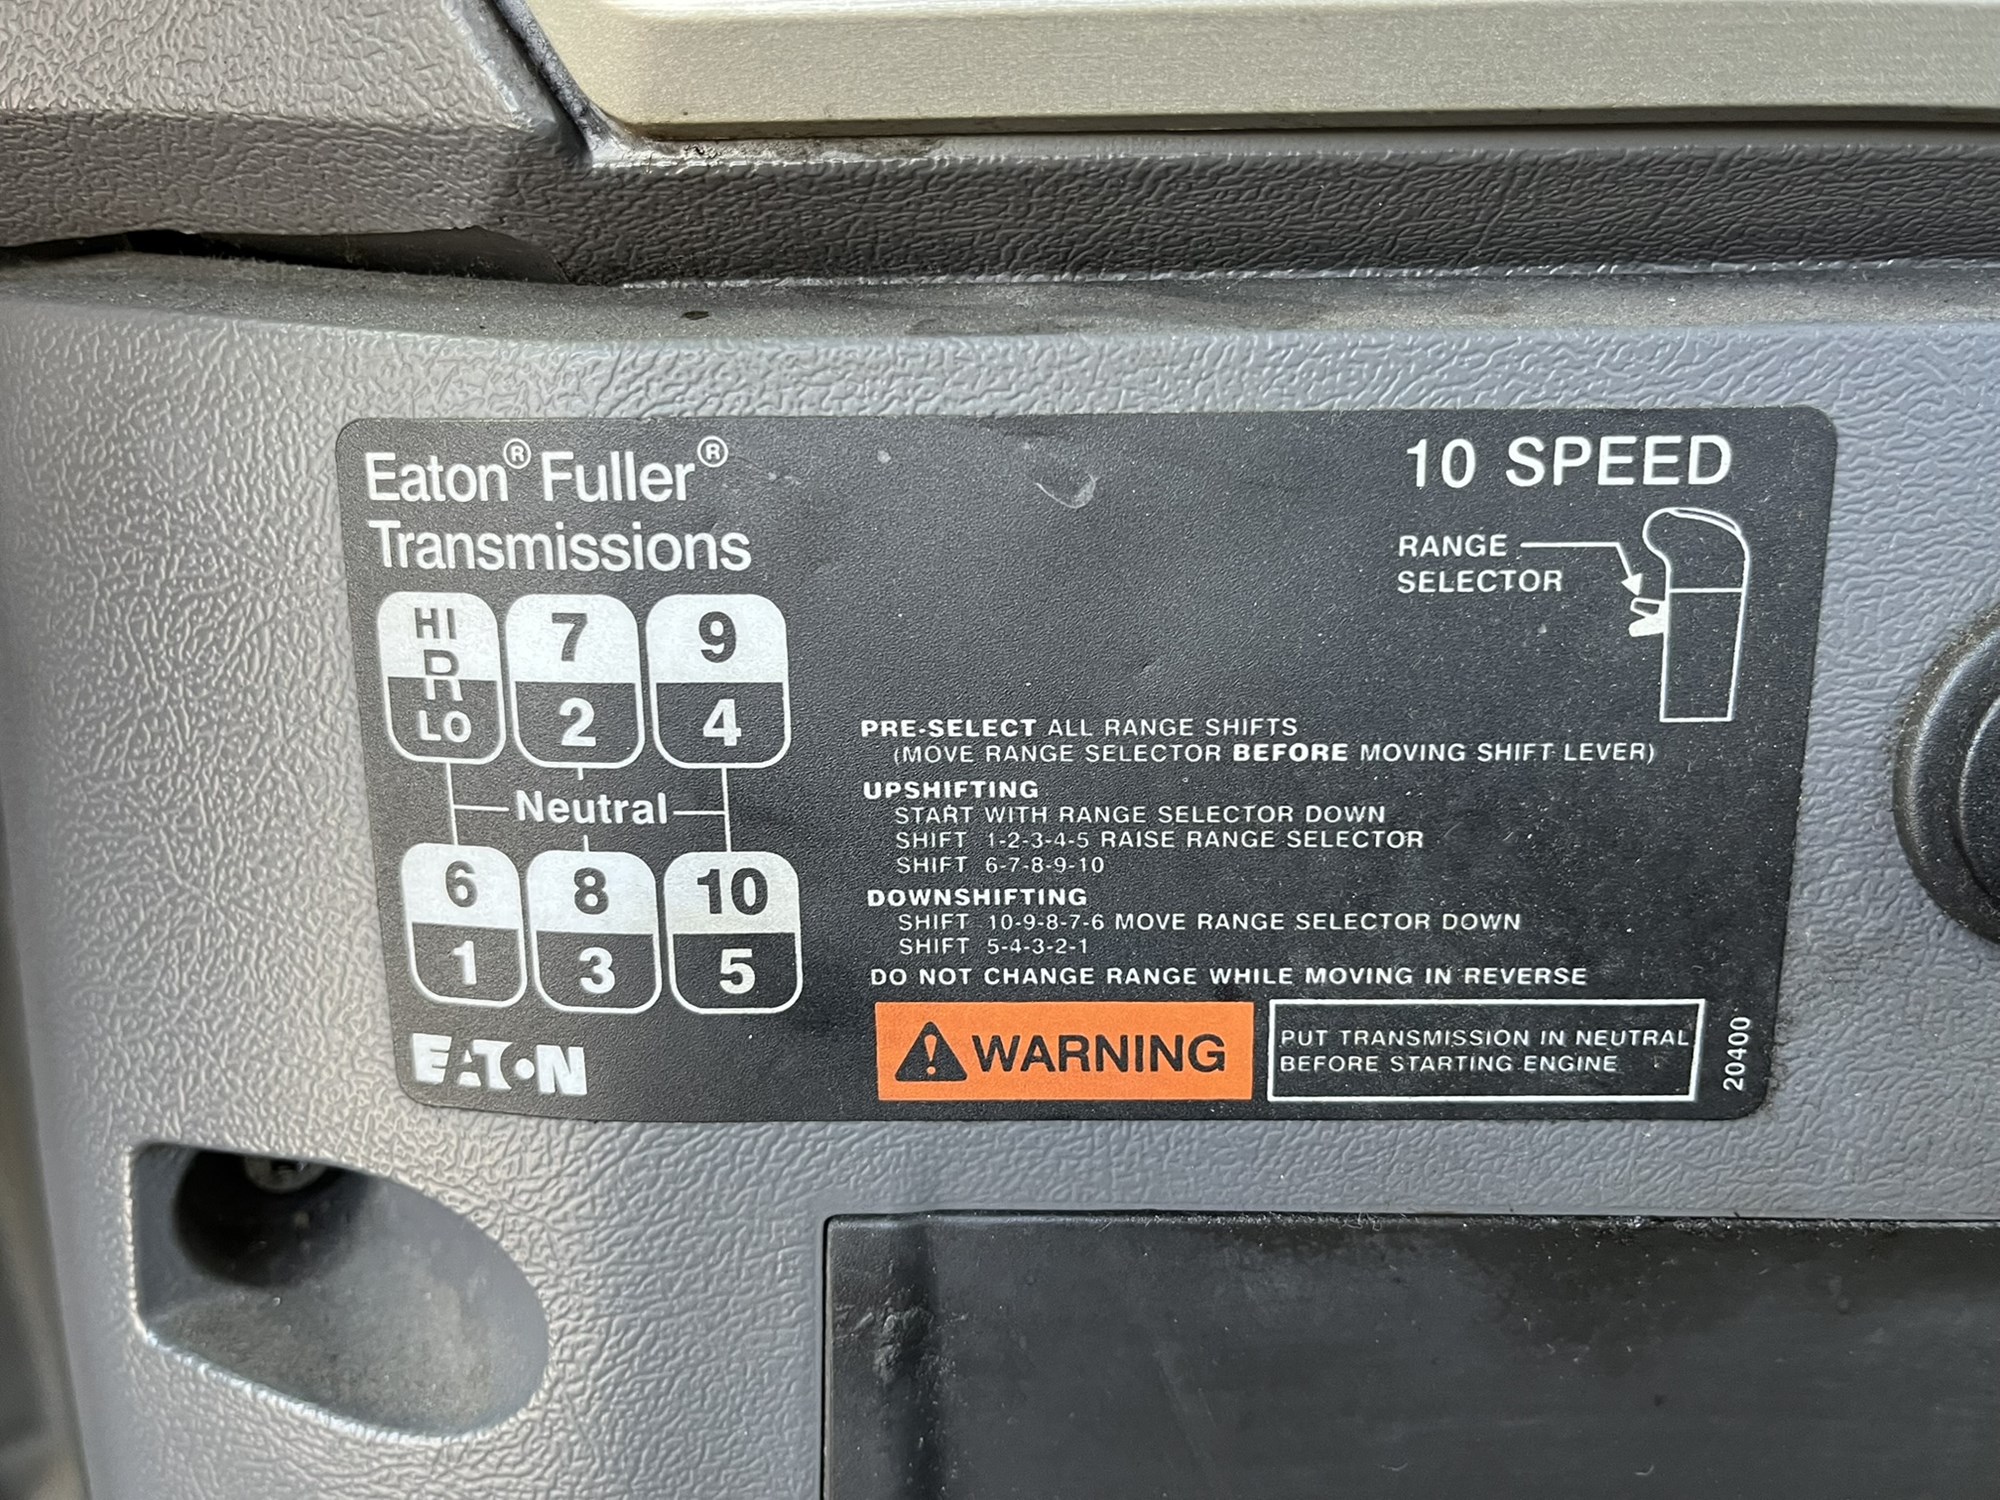 Eaton® Fuller®
Transmissions
10 SPEED
RANGE
SELECTOR
HI 7 9
R
LO 2 4
Neutral
6 8 10
1 3 5
PRE-SELECT ALL RANGE SHIFTS
(MOVE RANGE SELECTOR BEFORE MOVING SHIFT LEVER)
UPSHIFTING
START WITH RANGE SELECTOR DOWN
SHIFT 1-2-3-4-5 RAISE RANGE SELECTOR
SHIFT 6-7-8-9-10
DOWNSHIFTING
SHIFT 10-9-8-7-6 MOVE RANGE SELECTOR DOWN
SHIFT 5-4-3-2-1
DO NOT CHANGE RANGE WHILE MOVING IN REVERSE
EATON
WARNING
PUT TRANSMISSION IN NEUTRAL
BEFORE STARTING ENGINE
20400